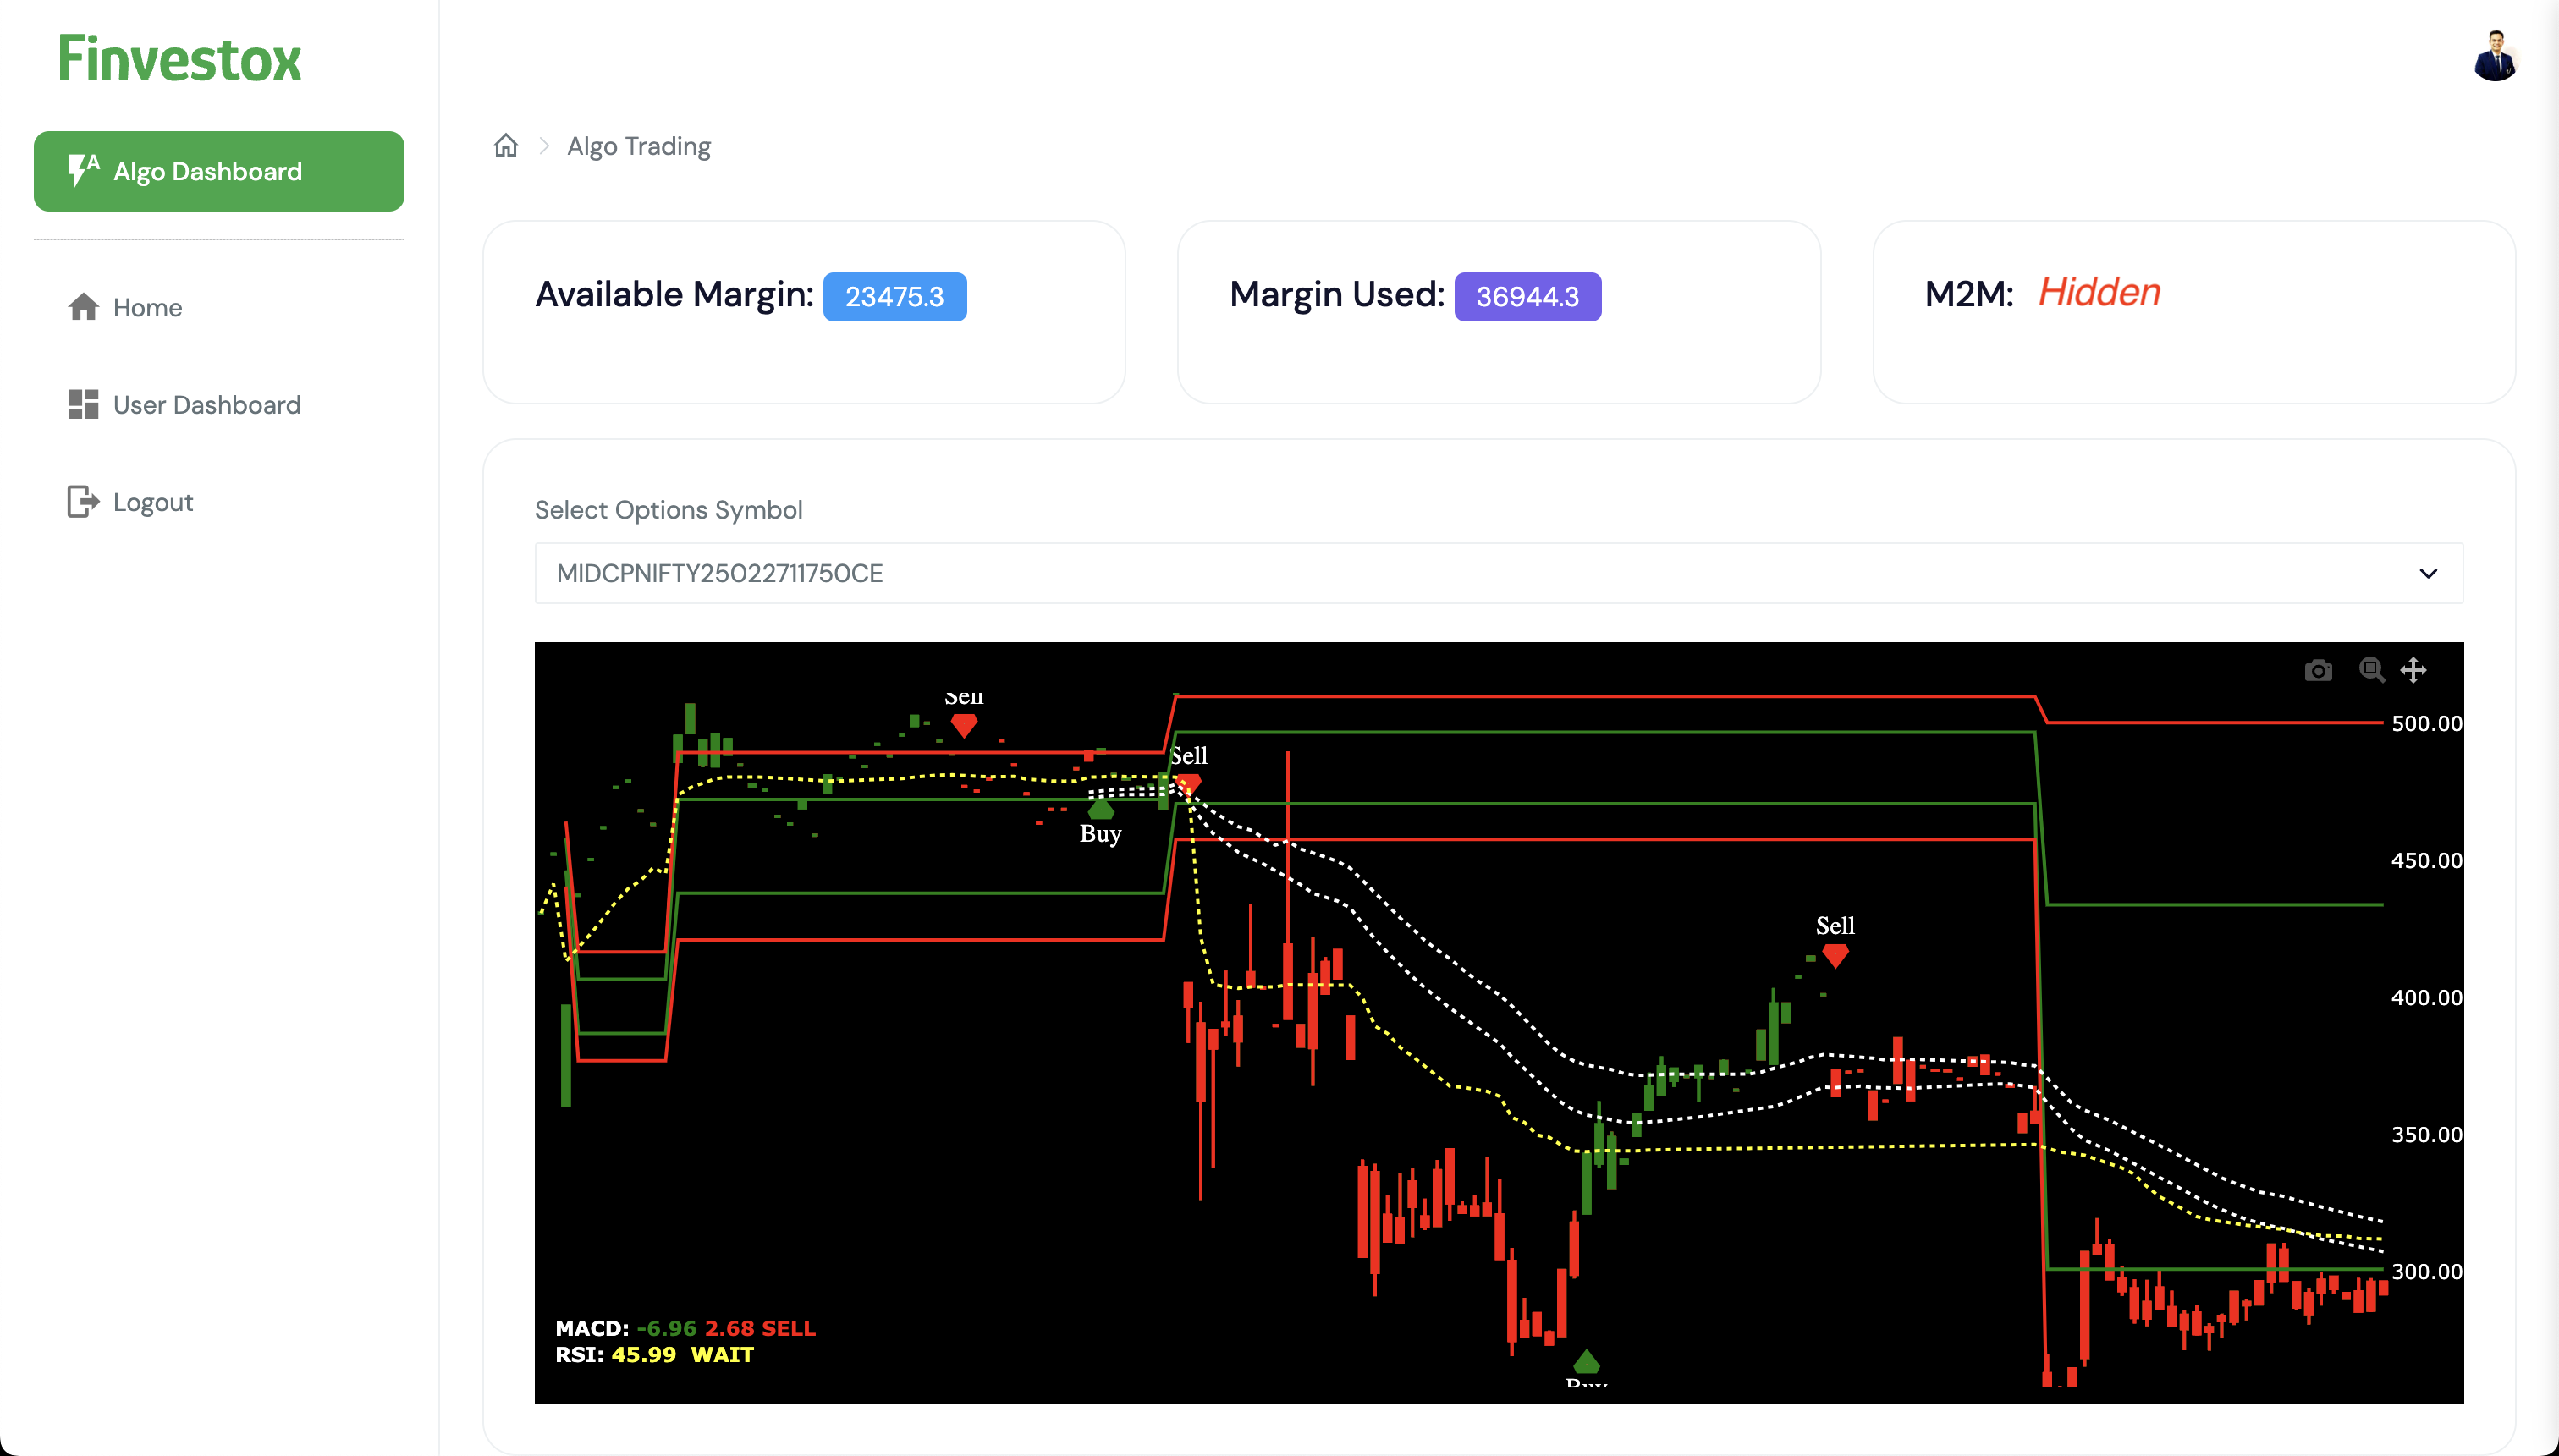 Finvestox
A Algo Dashboard
Home
User Dashboard
Logout
Algo Trading
Available Margin: 23475.3
Margin Used: 36944.3
M2M: Hidden
Select Options Symbol
MIDCPNIFTY25022711750CE
Sell
500.00
Sell
Buy
450.00
Sell
400.00
350.00
300.00
MACD: -6.96 2.68 SELL
RSI: 45.99 WAIT
Buy